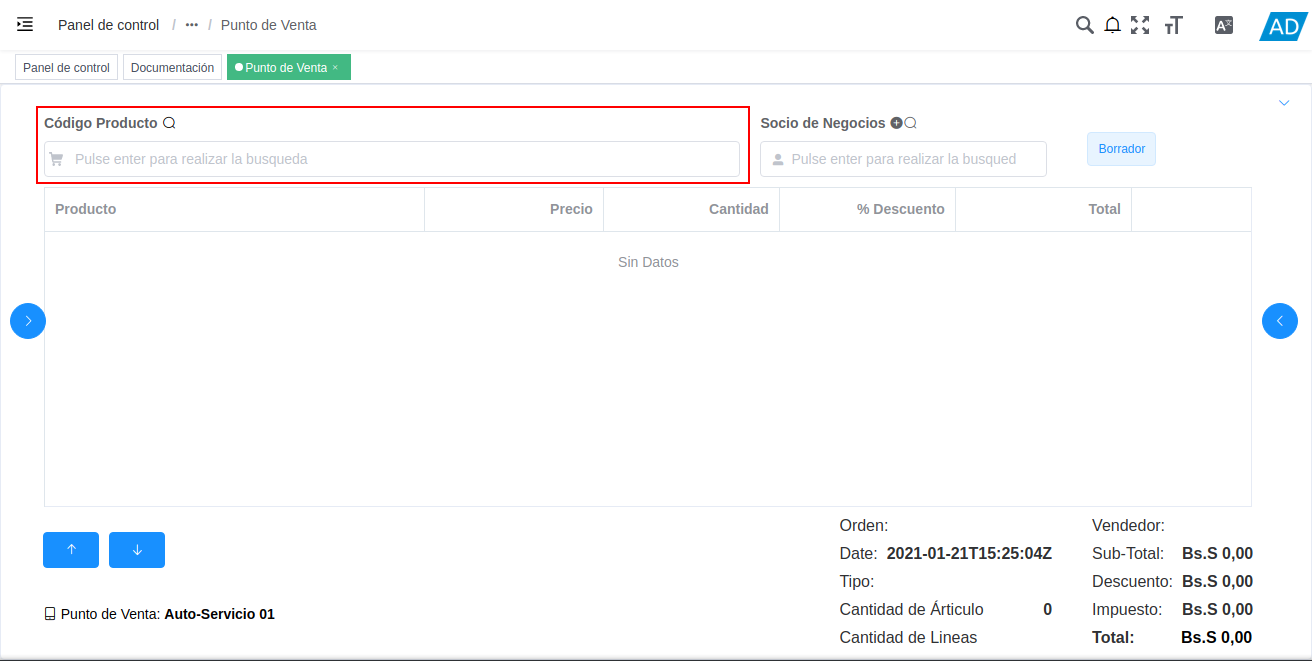 Panel de control / ••• / Punto de Venta
AD
Panel de control
Documentación
Punto de Venta ×
Código Producto
Pulse enter para realizar la busqueda
Socio de Negocios
Pulse enter para realizar la busqued
Borrador
Producto Precio Cantidad % Descuento Total
Sin Datos
Orden:
Vendedor:
Date: 2021-01-21T15:25:04Z
Sub-Total: Bs.S 0,00
Tipo:
Descuento: Bs.S 0,00
Punto de Venta: Auto-Servicio 01
Cantidad de Árticulo 0
Impuesto: Bs.S 0,00
Cantidad de Lineas
Total: Bs.S 0,00